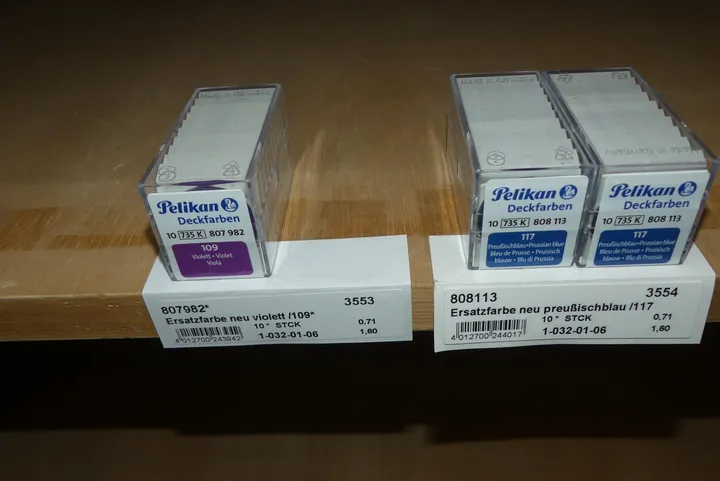 Pelikan
Deckfarben
10 735 K 807 982
109
Violett • Violet
Viola
Pelikan
Deckfarben
10 735 K 808 113
117
Preußischblau • Prussian blue
Bleu de Prusse • Pruisisch
blauw • Blu di Prussia
Pelikan
Deckfarben
10 735 K 808 113
117
Preußischblau • Prussian blue
Bleu de Prusse • Pruisisch
blauw • Blu di Prussia
Made in Germany
807982* 3553
Ersatzfarbe neu violett /109*
10 * STCK 0,71
4 012700 243942 1-032-01-06 1,60
808113 3554
Ersatzfarbe neu preußischblau /117
10 * STCK 0,71
4 012700 244017 1-032-01-06 1,60